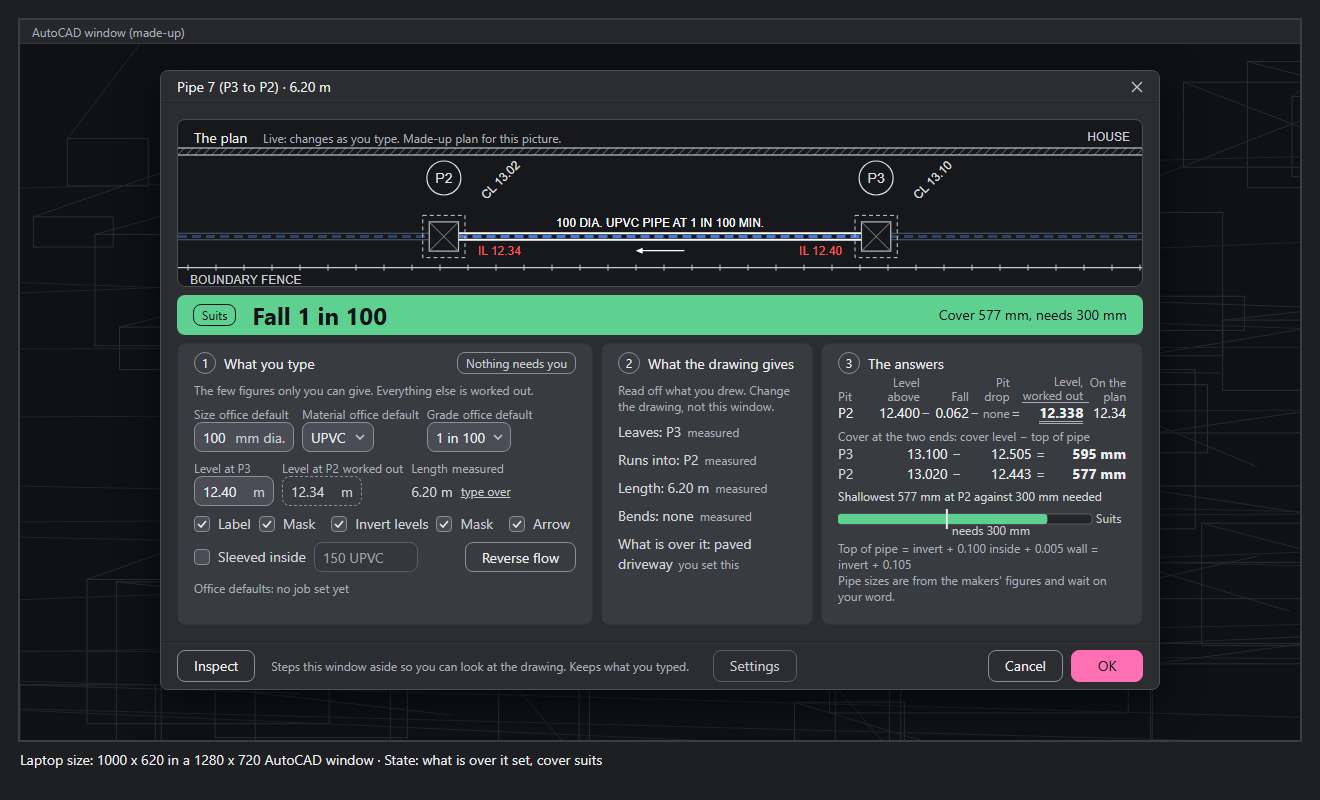 AutoCAD window (made-up)
Pipe 7 (P3 to P2) · 6.20 m
The plan Live: changes as you type. Made-up plan for this picture.
HOUSE
P2 CL 13.02
P3 CL 13.10
100 DIA. UPVC PIPE AT 1 IN 100 MIN.
IL 12.34
IL 12.40
BOUNDARY FENCE
Suits Fall 1 in 100 Cover 577 mm, needs 300 mm
1 What you type Nothing needs you
The few figures only you can give. Everything else is worked out.
Size office default Material office default Grade office default
100 mm dia. UPVC 1 in 100
Level at P3 Level at P2 worked out Length measured
12.40 m 12.34 m 6.20 m type over
Label Mask Invert levels Mask Arrow
Sleeved inside 150 UPVC Reverse flow
Office defaults: no job set yet
2 What the drawing gives
Read off what you drew. Change
the drawing, not this window.
Leaves: P3 measured
Runs into: P2 measured
Length: 6.20 m measured
Bends: none measured
What is over it: paved
driveway you set this
3 The answers
Level Pit Level, On the
Pit above Fall drop worked out plan
P2 12.400 − 0.062 − none = 12.338 12.34
Cover at the two ends: cover level − top of pipe
P3 13.100 − 12.505 = 595 mm
P2 13.020 − 12.443 = 577 mm
Shallowest 577 mm at P2 against 300 mm needed
Suits
needs 300 mm
Top of pipe = invert + 0.100 inside + 0.005 wall =
invert + 0.105
Pipe sizes are from the makers' figures and wait on
your word.
Inspect Steps this window aside so you can look at the drawing. Keeps what you typed. Settings Cancel OK
Laptop size: 1000 x 620 in a 1280 x 720 AutoCAD window · State: what is over it set, cover suits